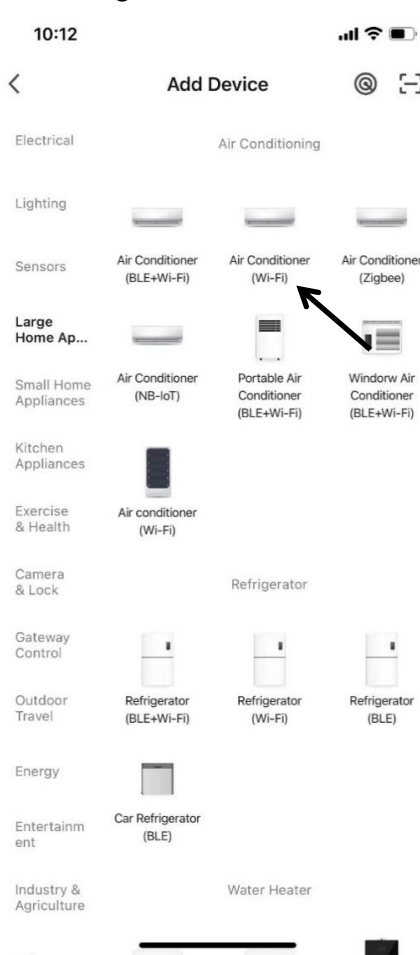 10:12
Add Device
Electrical
Lighting
Sensors
Large
Home Ap...
Small Home
Appliances
Kitchen
Appliances
Exercise
& Health
Camera
& Lock
Gateway
Control
Outdoor
Travel
Energy
Entertainm
ent
Industry &
Agriculture
Air Conditioning
Air Conditioner
(BLE+Wi-Fi)
Air Conditioner
(Wi-Fi)
Air Conditioner
(Zigbee)
Air Conditioner
(NB-IoT)
Portable Air
Conditioner
(BLE+Wi-Fi)
Windorw Air
Conditioner
(BLE+Wi-Fi)
Air conditioner
(Wi-Fi)
Refrigerator
Refrigerator
(BLE+Wi-Fi)
Refrigerator
(Wi-Fi)
Refrigerator
(BLE)
Car Refrigerator
(BLE)
Water Heater